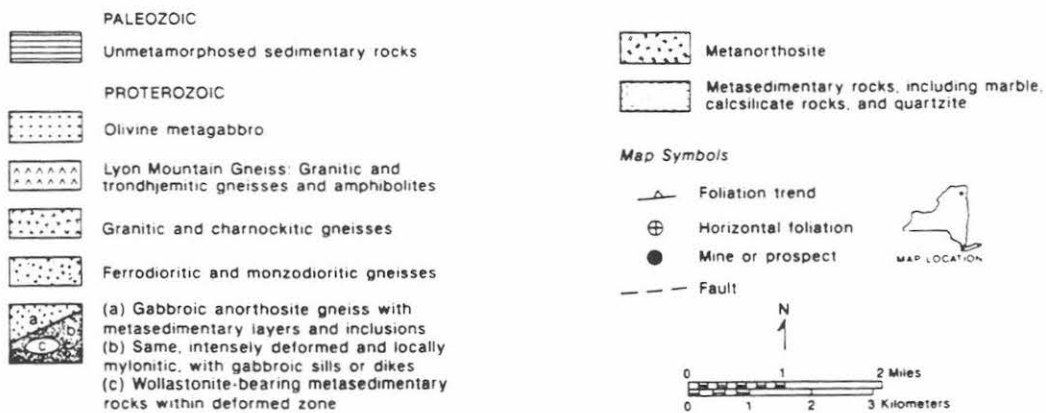 PALEOZOIC
Unmetamorphosed sedimentary rocks
PROTEROZOIC
Olivine metagabbro
Lyon Mountain Gneiss: Granitic and
trondhjemitic gneisses and amphibolites
Granitic and charnockitic gneisses
Ferrodioritic and monzodioritic gneisses
a
b
c
(a) Gabbroic anorthosite gneiss with
metasedimentary layers and inclusions
(b) Same, intensely deformed and locally
mylonitic, with gabbroic sills or dikes
(c) Wollastonite-bearing metasedimentary
rocks within deformed zone
Metanorthosite
Metasedimentary rocks, including marble,
calcsilicate rocks, and quartzite
Map Symbols
Foliation trend
Horizontal foliation
Mine or prospect
Fault
MAP LOCATION
N
0 1 2 Miles
0 1 2 3 Kilometers